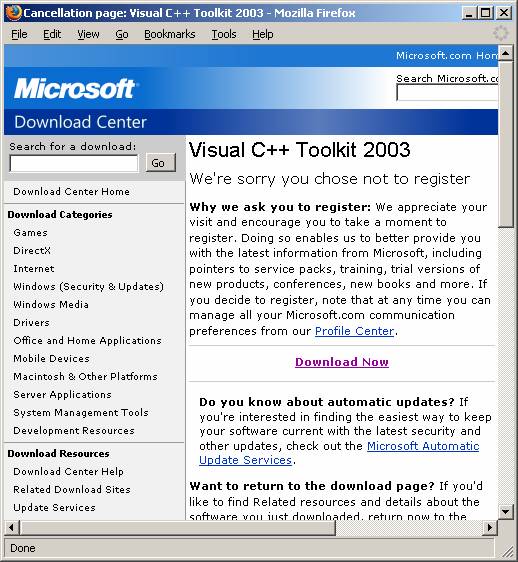 Cancellation page: Visual C++ Toolkit 2003 - Mozilla Firefox
File Edit View Go Bookmarks Tools Help
Microsoft.com Hom
Microsoft
Search Microsoft.co
Download Center
Search for a download:
Go
Download Center Home
Download Categories
Games
DirectX
Internet
Windows (Security & Updates)
Windows Media
Drivers
Office and Home Applications
Mobile Devices
Macintosh & Other Platforms
Server Applications
System Management Tools
Development Resources
Download Resources
Download Center Help
Related Download Sites
Update Services
Visual C++ Toolkit 2003
We're sorry you chose not to register
Why we ask you to register: We appreciate your
visit and encourage you to take a moment to
register. Doing so enables us to better provide you
with the latest information from Microsoft, including
pointers to service packs, training, trial versions of
new products, conferences, new books and more. If
you decide to register, note that at any time you can
manage all your Microsoft.com communication
preferences from our Profile Center.
Download Now
Do you know about automatic updates? If
you're interested in finding the easiest way to keep
your software current with the latest security and
other updates, check out the Microsoft Automatic
Update Services.
Want to return to the download page? If you'd
like to find Related resources and details about the
software you just downloaded, return now to the
Done